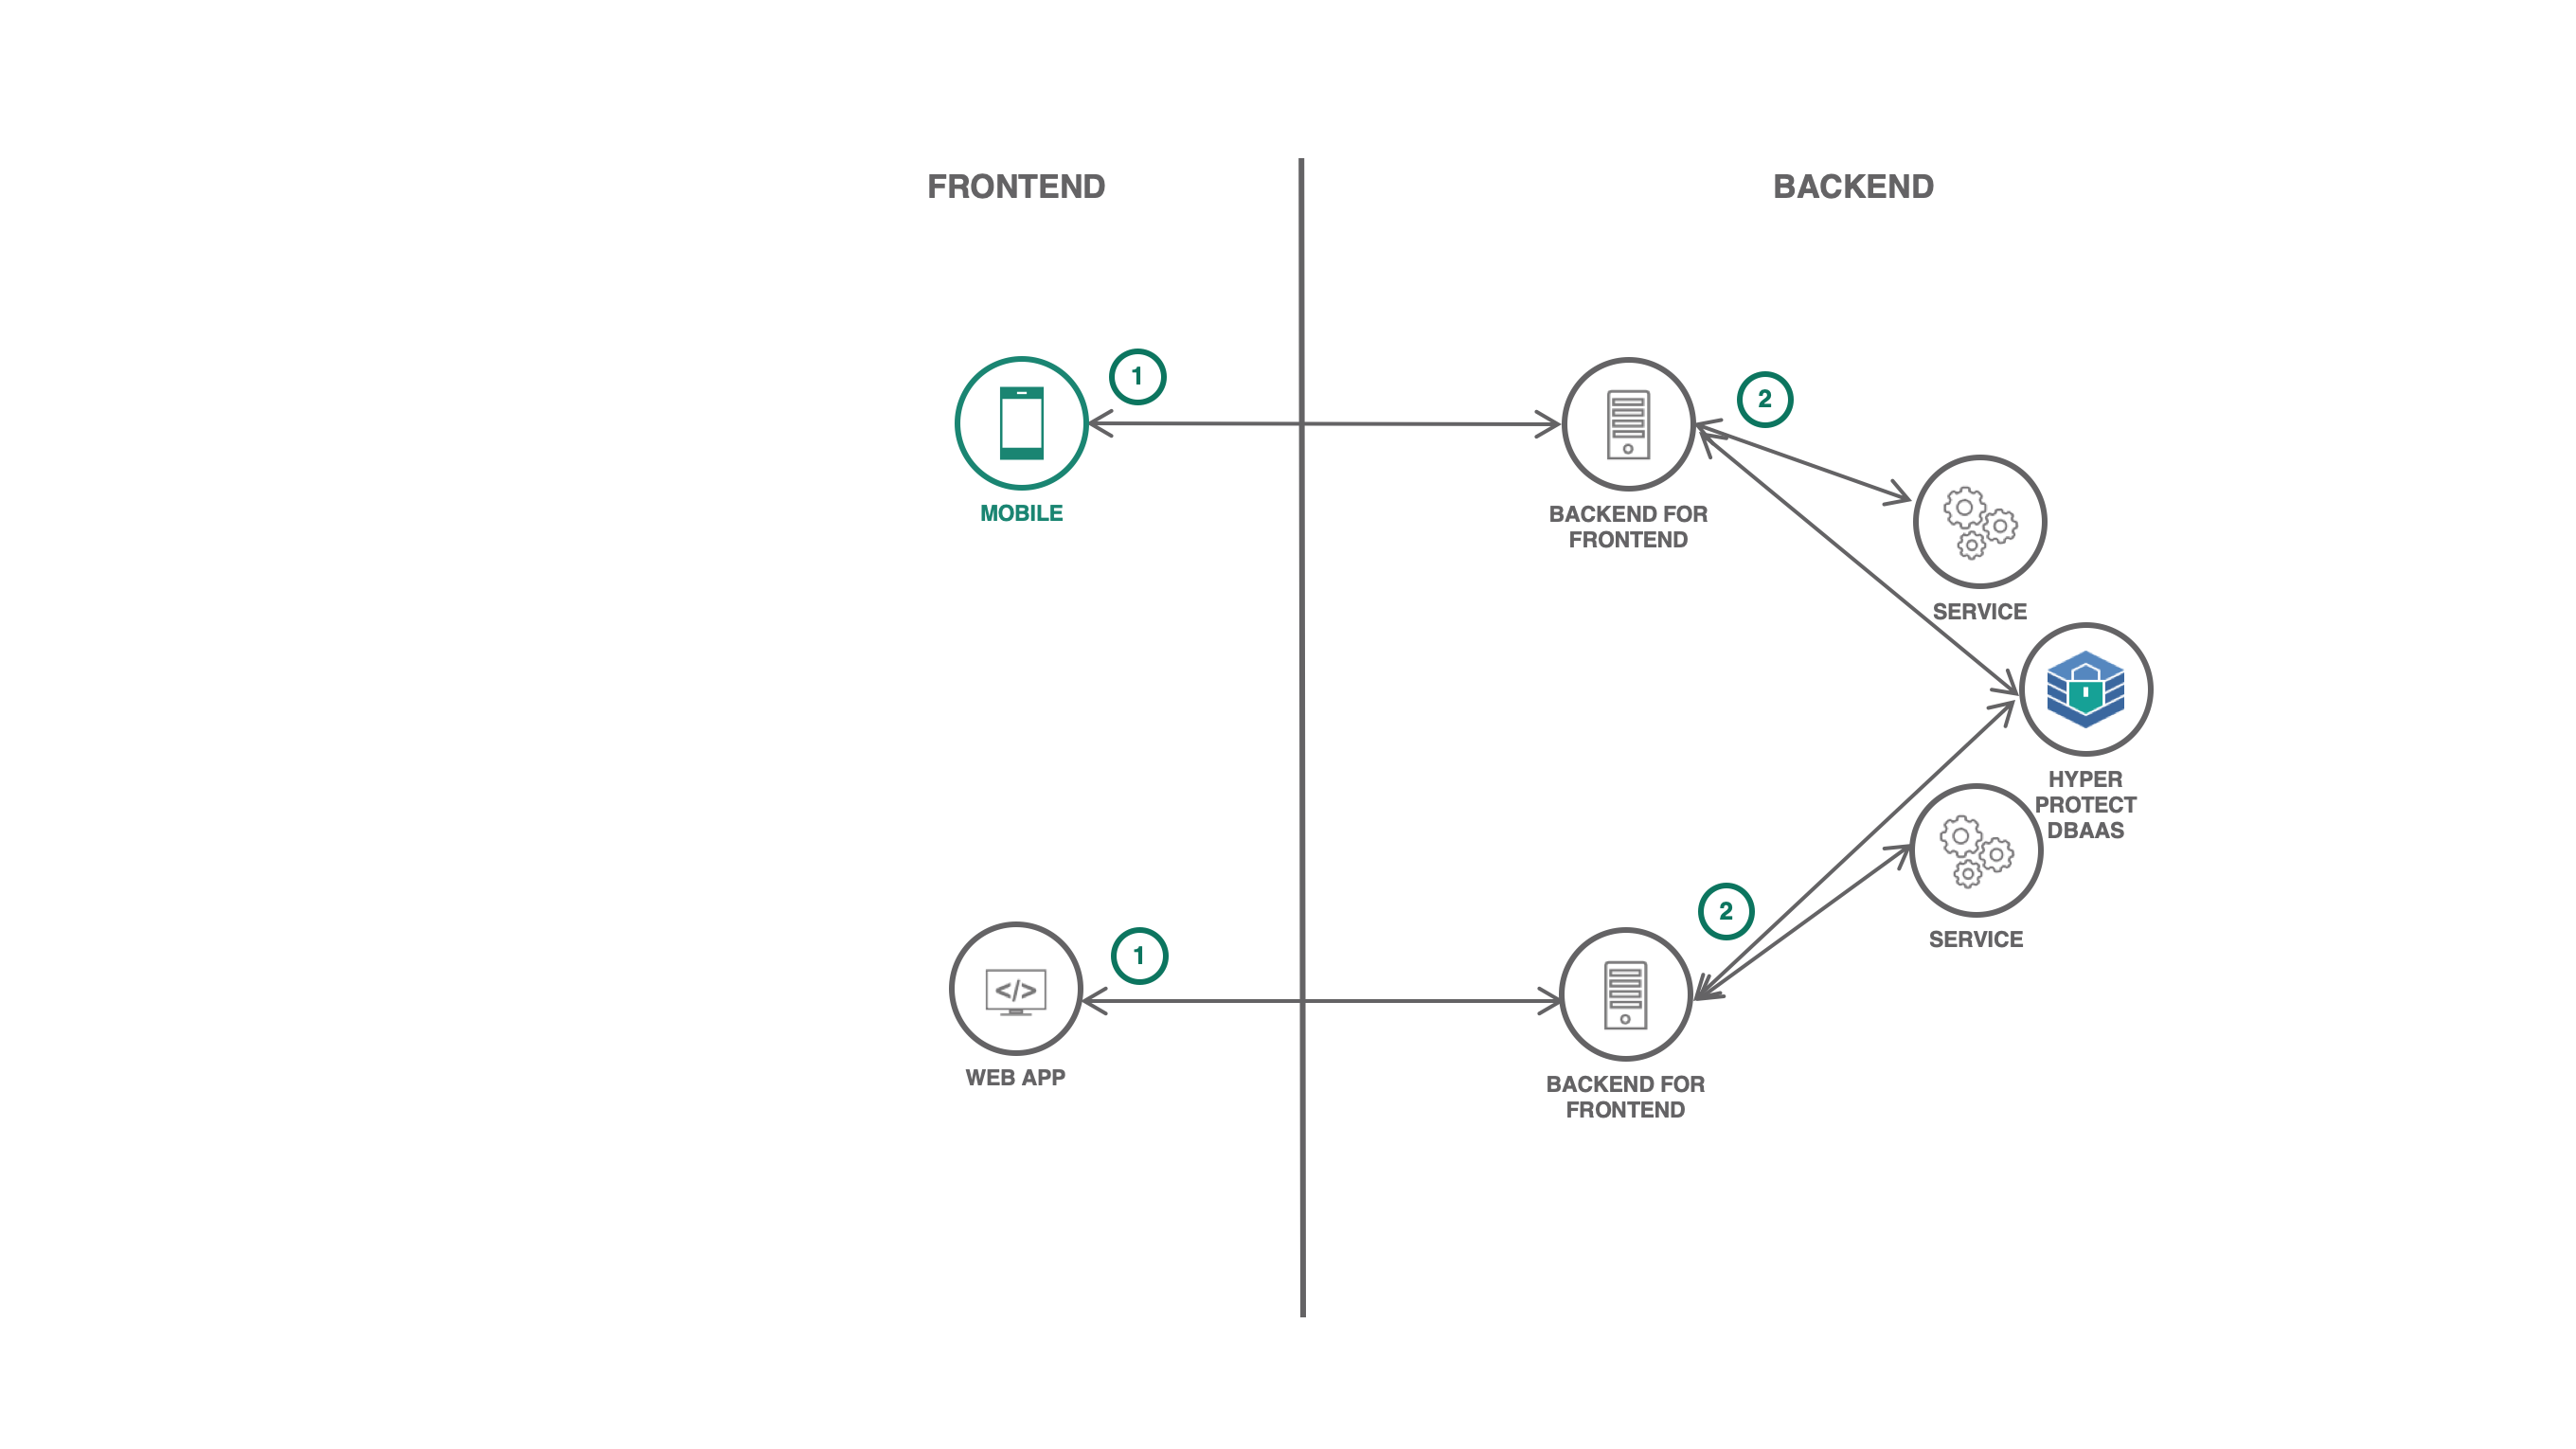 FRONTEND
BACKEND
1
2
MOBILE
BACKEND FOR
FRONTEND
SERVICE
HYPER
PROTECT
DBAAS
2
SERVICE
1
</>
WEB APP
BACKEND FOR
FRONTEND